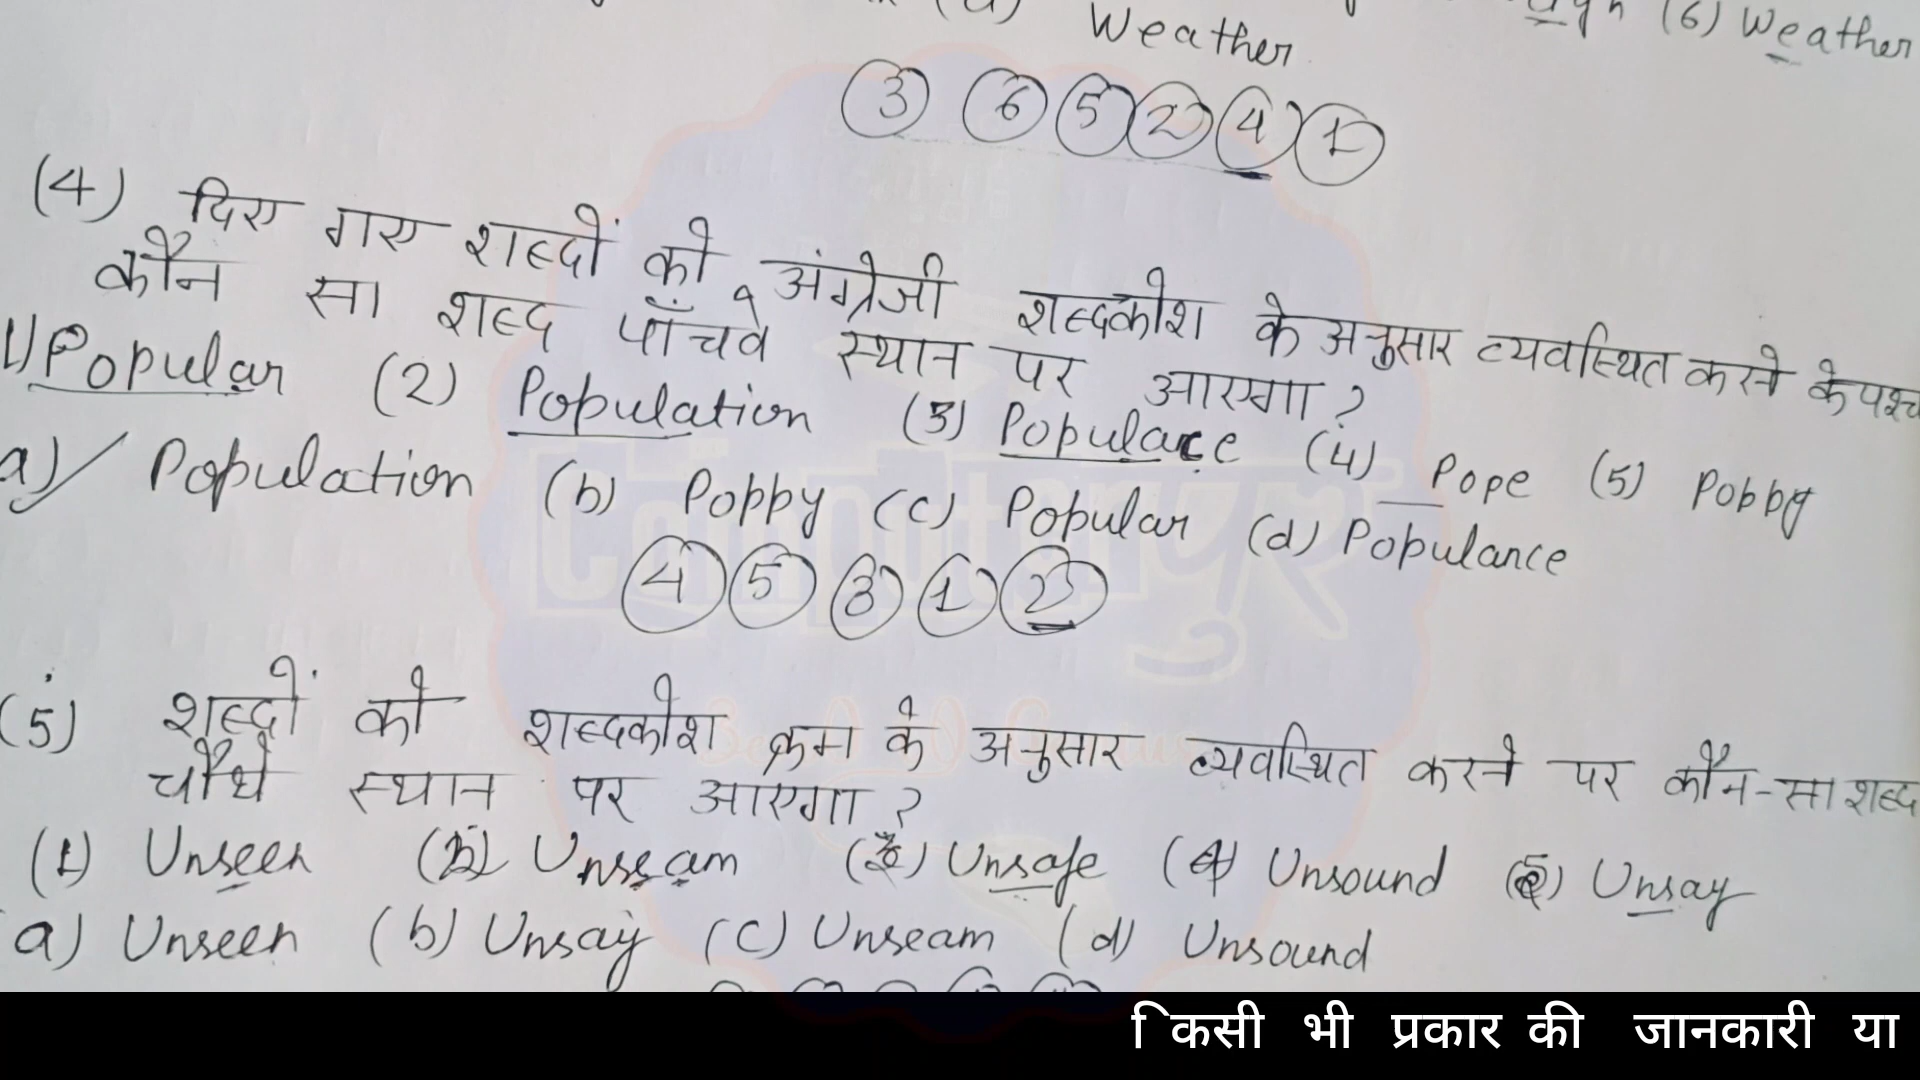 (d) Weather (6) Weather
3 6 5 2 4 1
(4) दिए गए शब्दों को अंग्रेजी शब्दकोश के अनुसार व्यवस्थित करने के पश्च
कौन सा शब्द पाँचवे स्थान पर आएगा?
1) Popular (2) Population (3) Populace (4) Pope (5) Poppy
a) Population (b) Poppy (c) Popular (d) Populance
4 5 3 1 2
(5) शब्दों को शब्दकोश क्रम के अनुसार व्यवस्थित करने पर कौन-सा शब्द
चौथे स्थान पर आएगा?
(1) Unseen (2) Unseam (3) Unsafe (4) Unsound (5) Unsay
a) Unseen (b) Unsay (c) Unseam (d) Unsound
Computerपुर
किसी भी प्रकार की जानकारी या